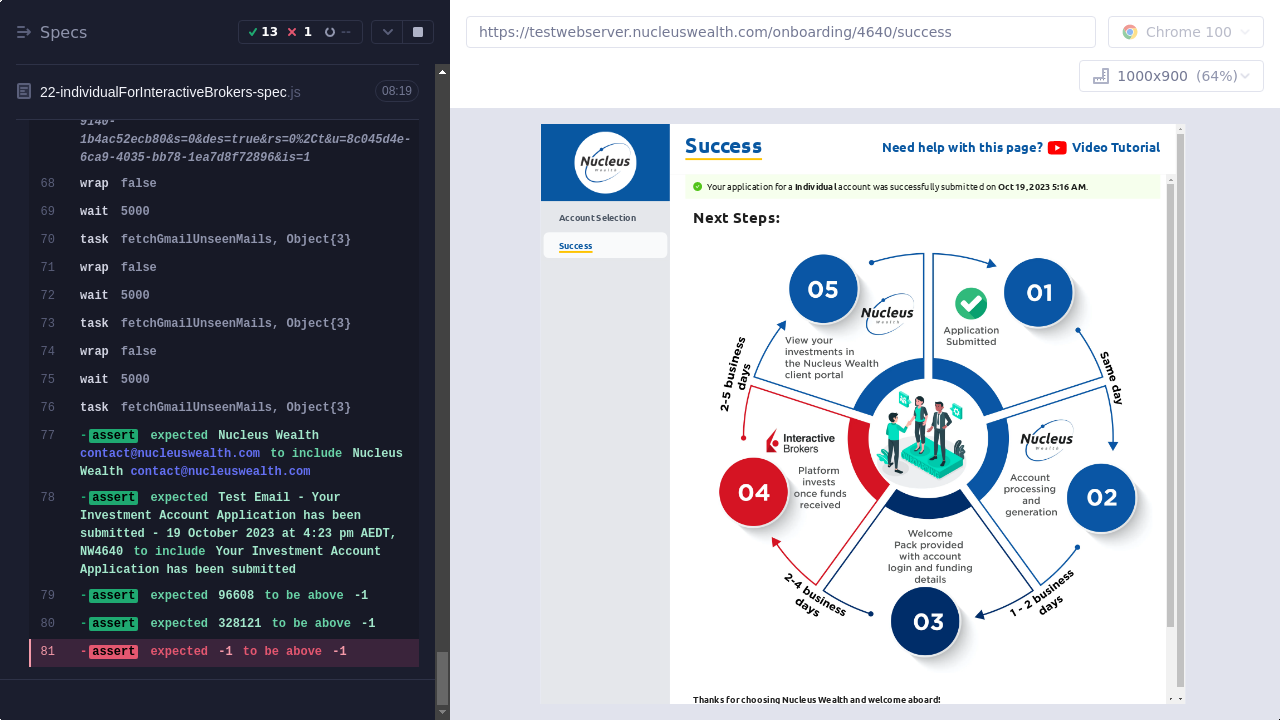 Specs
13
1
--
https://testwebserver.nucleuswealth.com/onboarding/4640/success
Chrome 100
1000x900 (64%)
22-individualForInteractiveBrokers-spec.js
08:19
9140-
1b4ac52ecb80&s=0&des=true&rs=0%2Ct&u=8c045d4e-
6ca9-4035-bb78-1ea7d8f72896&is=1
68 wrap false
69 wait 5000
70 task fetchGmailUnseenMails, Object{3}
71 wrap false
72 wait 5000
73 task fetchGmailUnseenMails, Object{3}
74 wrap false
75 wait 5000
76 task fetchGmailUnseenMails, Object{3}
77 -assert expected Nucleus Wealth
contact@nucleuswealth.com to include Nucleus
Wealth contact@nucleuswealth.com
78 -assert expected Test Email - Your
Investment Account Application has been
submitted - 19 October 2023 at 4:23 pm AEDT,
NW4640 to include Your Investment Account
Application has been submitted
79 -assert expected 96608 to be above -1
80 -assert expected 328121 to be above -1
81 -assert expected -1 to be above -1
Nucleus
Wealth
Account Selection
Success
Success
Need help with this page? Video Tutorial
Your application for a Individual account was successfully submitted on Oct 19, 2023 5:16 AM.
Next Steps:
01
Application
Submitted
Same day
02
Nucleus
Wealth
Account
processing
and
generation
1 - 2 business
days
03
Welcome
Pack provided
with account
login and funding
details
2-4 business
days
04
Interactive
Brokers
Platform
invests
once funds
received
2-5 business
days
05
Nucleus
Wealth
View your
investments in
the Nucleus Wealth
client portal
Thanks for choosing Nucleus Wealth and welcome aboard!